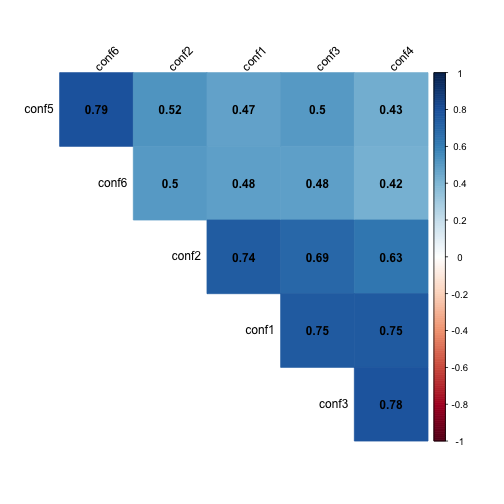 conf6 conf2 conf1 conf3 conf4
conf5 0.79 0.52 0.47 0.5 0.43
conf6 0.5 0.48 0.48 0.42
conf2 0.74 0.69 0.63
conf1 0.75 0.75
conf3 0.78
1
0.8
0.6
0.4
0.2
0
-0.2
-0.4
-0.6
-0.8
-1